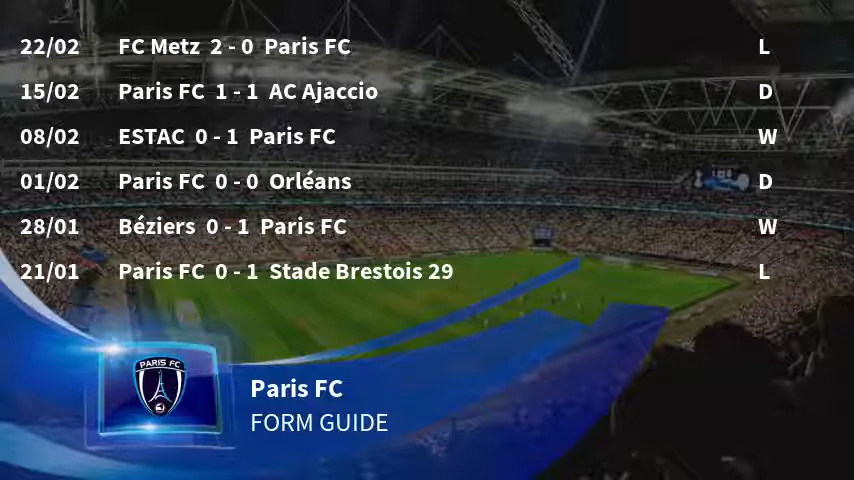 22/02 FC Metz 2 - 0 Paris FC L
15/02 Paris FC 1 - 1 AC Ajaccio D
08/02 ESTAC 0 - 1 Paris FC W
01/02 Paris FC 0 - 0 Orléans D
28/01 Béziers 0 - 1 Paris FC W
21/01 Paris FC 0 - 1 Stade Brestois 29 L
PARIS FC
Paris FC
FORM GUIDE